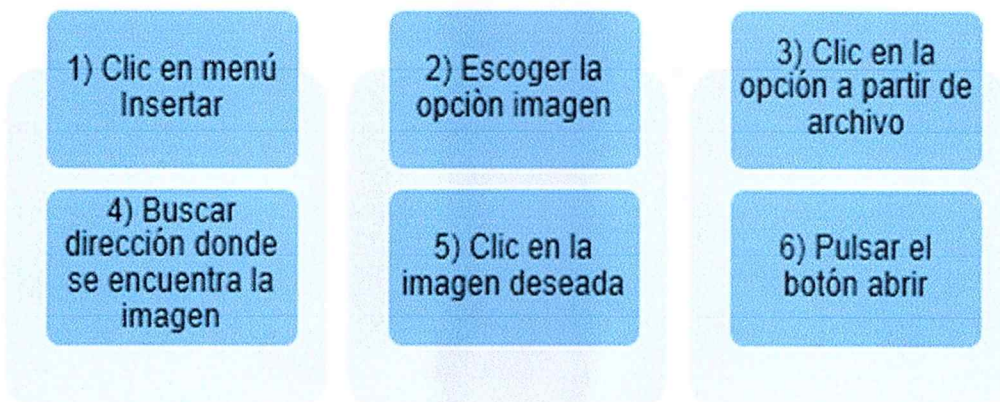 1) Clic en menú
Insertar
2) Escoger la
opciòn imagen
3) Clic en la
opción a partir de
archivo
4) Buscar
dirección donde
se encuentra la
imagen
5) Clic en la
imagen deseada
6) Pulsar el
botón abrir